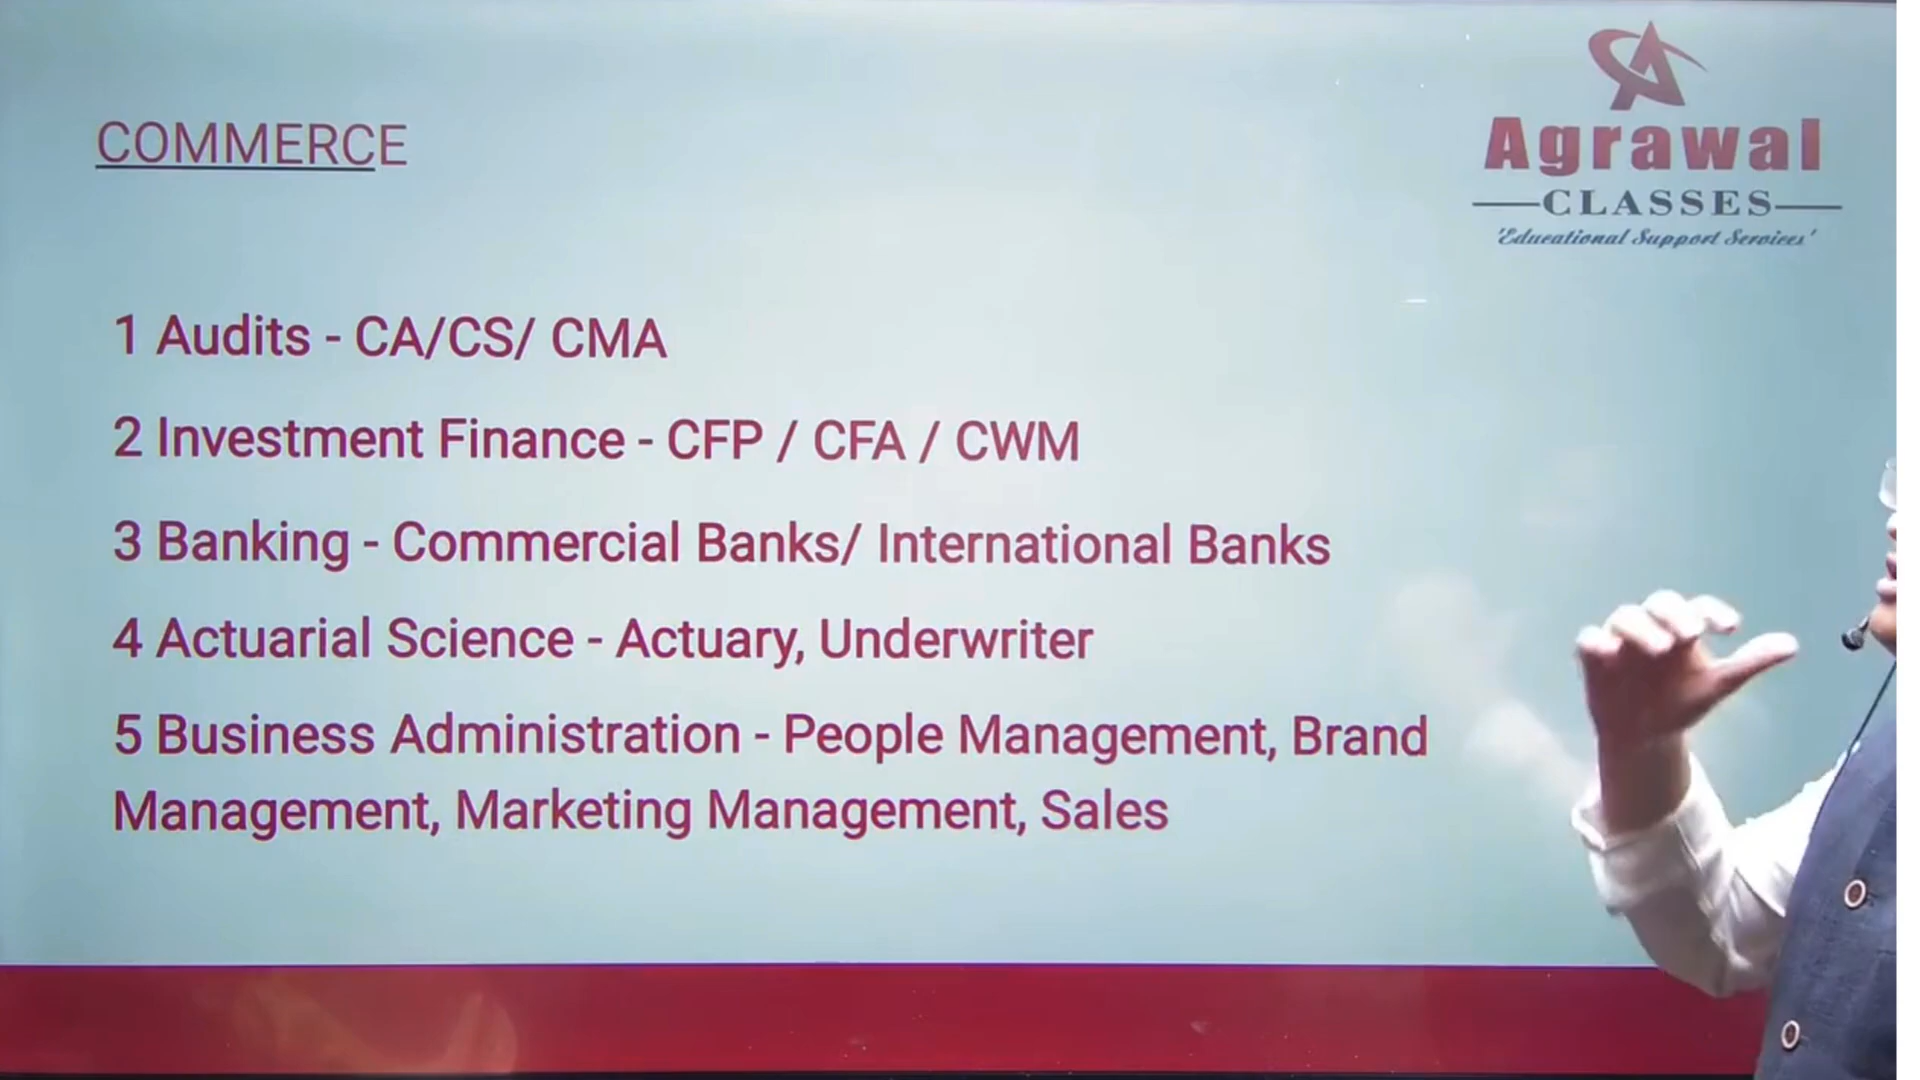 COMMERCE
Agrawal
CLASSES
'Educational Support Services'
1 Audits - CA/CS/ CMA
2 Investment Finance - CFP / CFA / CWM
3 Banking - Commercial Banks/ International Banks
4 Actuarial Science - Actuary, Underwriter
5 Business Administration - People Management, Brand
Management, Marketing Management, Sales